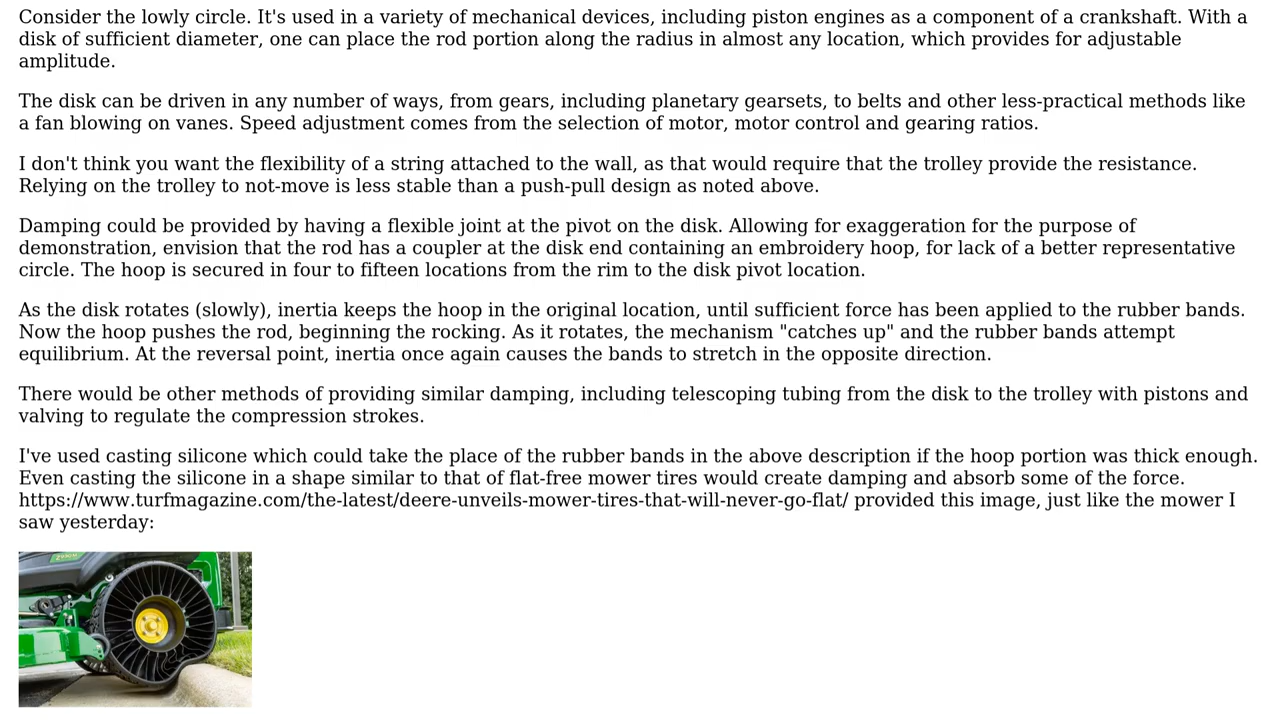 Consider the lowly circle. It's used in a variety of mechanical devices, including piston engines as a component of a crankshaft. With a
disk of sufficient diameter, one can place the rod portion along the radius in almost any location, which provides for adjustable
amplitude.
The disk can be driven in any number of ways, from gears, including planetary gearsets, to belts and other less-practical methods like
a fan blowing on vanes. Speed adjustment comes from the selection of motor, motor control and gearing ratios.
I don't think you want the flexibility of a string attached to the wall, as that would require that the trolley provide the resistance.
Relying on the trolley to not-move is less stable than a push-pull design as noted above.
Damping could be provided by having a flexible joint at the pivot on the disk. Allowing for exaggeration for the purpose of
demonstration, envision that the rod has a coupler at the disk end containing an embroidery hoop, for lack of a better representative
circle. The hoop is secured in four to fifteen locations from the rim to the disk pivot location.
As the disk rotates (slowly), inertia keeps the hoop in the original location, until sufficient force has been applied to the rubber bands.
Now the hoop pushes the rod, beginning the rocking. As it rotates, the mechanism "catches up" and the rubber bands attempt
equilibrium. At the reversal point, inertia once again causes the bands to stretch in the opposite direction.
There would be other methods of providing similar damping, including telescoping tubing from the disk to the trolley with pistons and
valving to regulate the compression strokes.
I've used casting silicone which could take the place of the rubber bands in the above description if the hoop portion was thick enough.
Even casting the silicone in a shape similar to that of flat-free mower tires would create damping and absorb some of the force.
https://www.turfmagazine.com/the-latest/deere-unveils-mower-tires-that-will-never-go-flat/ provided this image, just like the mower I
saw yesterday: